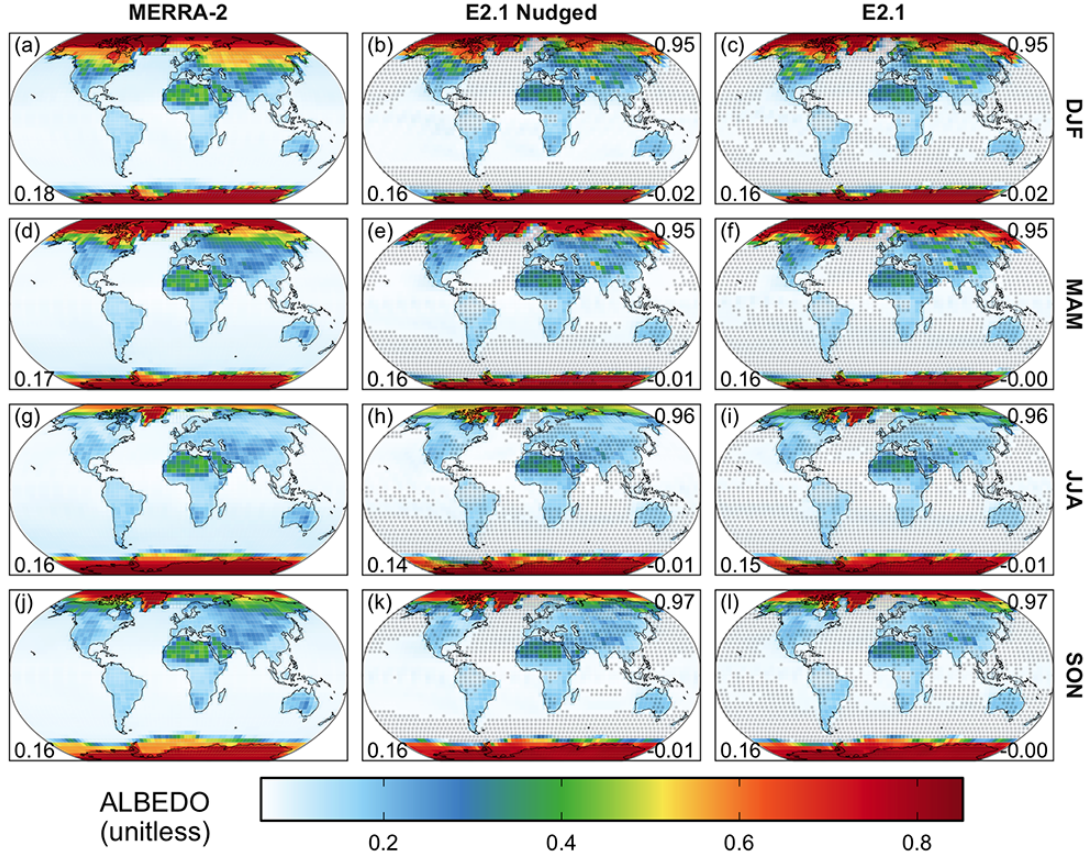 MERRA-2 E2.1 Nudged E2.1
(a) (b) 0.95 (c) 0.95 DJF
0.18 0.16 -0.02 0.16 -0.02
(d) (e) 0.95 (f) 0.95 MAM
0.17 0.16 -0.01 0.16 -0.00
(g) (h) 0.96 (i) 0.96 JJA
0.16 0.14 -0.01 0.15 -0.01
(j) (k) 0.97 (l) 0.97 SON
0.16 0.16 -0.01 0.16 -0.00
ALBEDO
(unitless)
0.2 0.4 0.6 0.8